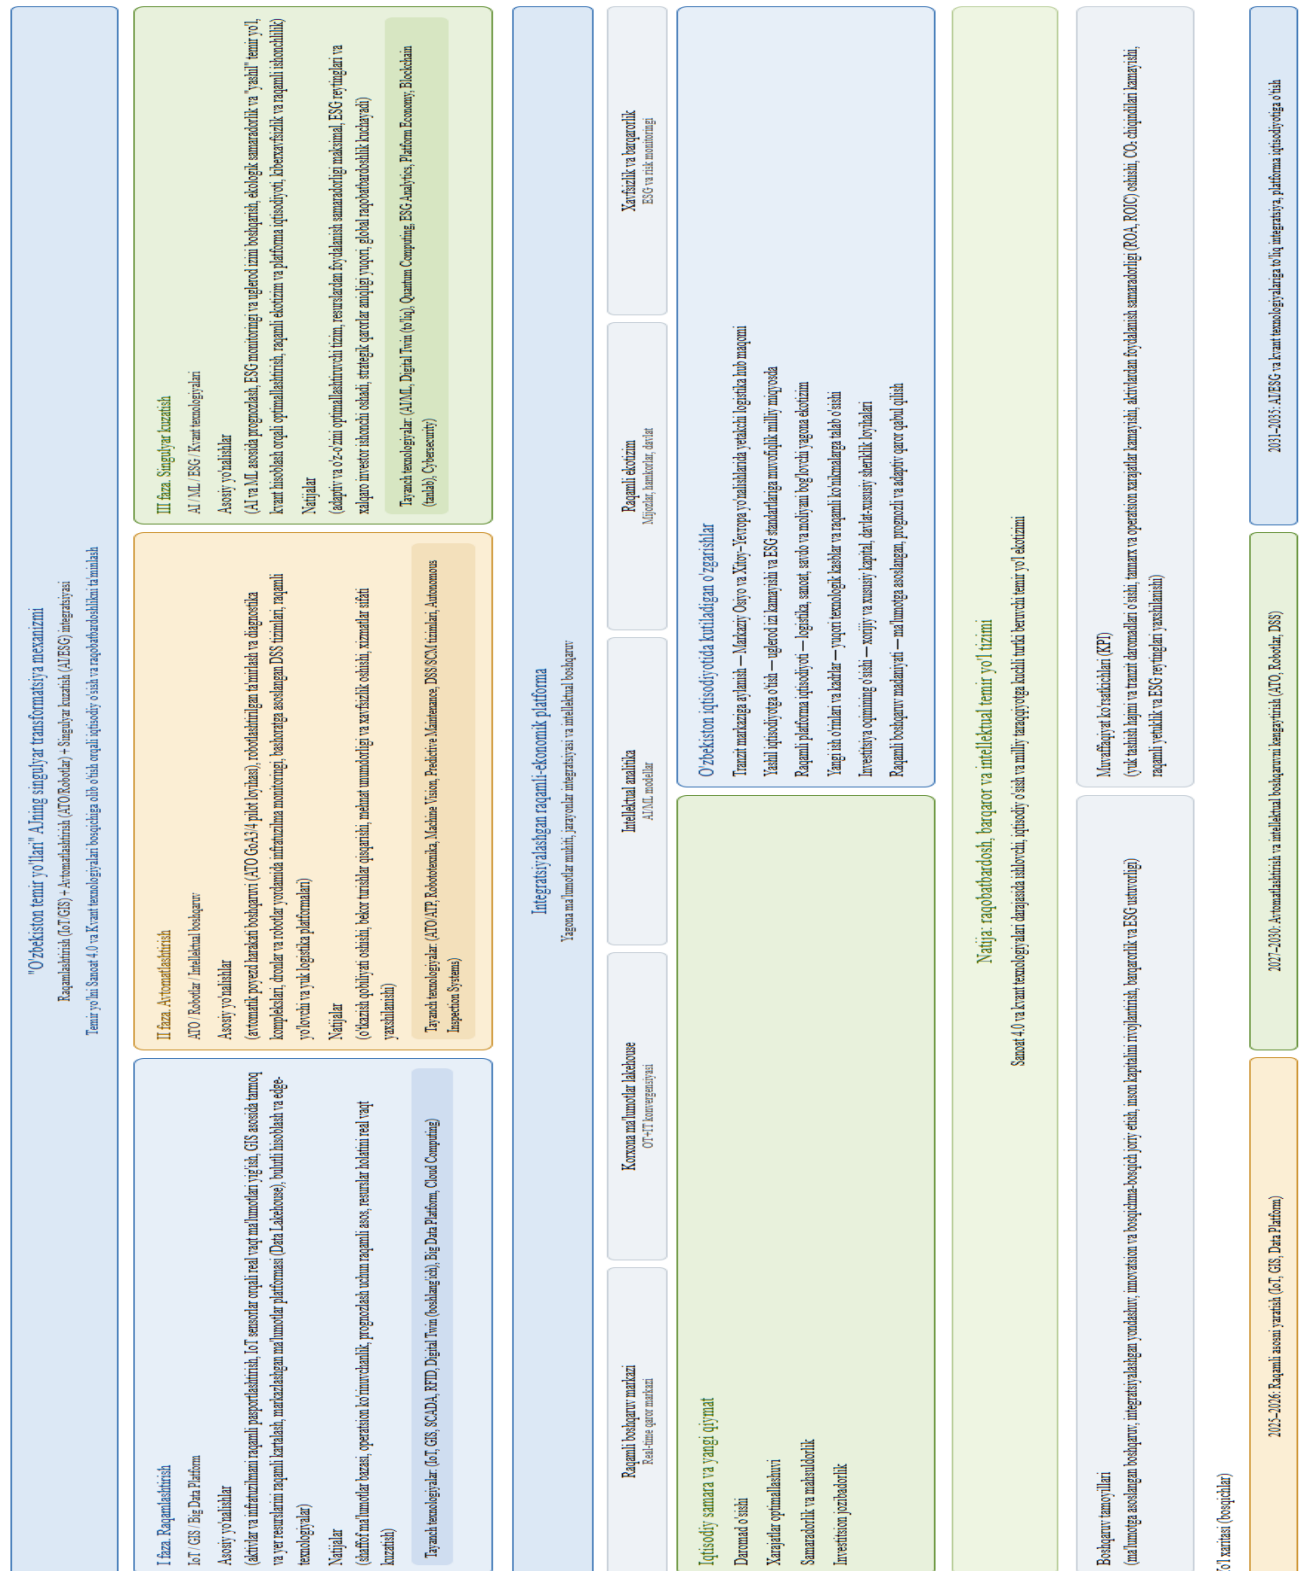 "O'zbekiston temir yo'llari" AJning singulyar transformatsiya mexanizmi
Raqamlashtirish (IoT/GIS) + Avtomatlashtirish (ATO/Robotlar) + Singulyar kuzatish (AI/ESG) integratsiyasi
Temir yo'lni Sanoat 4.0 va Kvant texnologiyalari bosqichiga olib o'tish orqali iqtisodiy o'sish va raqobatbardoshlikni ta'minlash
I faza. Raqamlashtirish
IoT / GIS / Big Data Platform
Asosiy yo'nalishlar
(aktivlar va infratuzilmani raqamli pasportlashtirish, IoT sensorlar orqali real vaqt ma'lumotlari yig'ish, GIS asosida tarmoq
va yer resurslarini raqamli kartalash, markazlashgan ma'lumotlar platformasi (Data Lakehouse), bulutli hisoblash va edge-
texnologiyalar)
Natijalar
(shaffof ma'lumotlar bazasi, operatsion ko'rinuvchanlik, prognozlash uchun raqamli asos, resurslar holatini real vaqt
kuzatish)
Tayanch texnologiyalar: (IoT, GIS, SCADA, RFID, Digital Twin (boshlang'ich), Big Data Platform, Cloud Computing)
II faza. Avtomatlashtirish
ATO / Robotlar / Intellektual boshqaruv
Asosiy yo'nalishlar
(avtomatik poyezd harakati boshqaruvi (ATO GoA3/4 pilot loyihasi), robotlashtirilgan ta'mirlash va diagnostika
komplekslari, dronlar va robotlar yordamida infratuzilma monitoringi, bashoratga asoslangan DSS tizimlari, raqamli
yo'lovchi va yuk logistika platformalari)
Natijalar
(o'tkazish qobiliyati oshishi, bekor turishlar qisqarishi, mehnat unumdorligi va xavfsizlik oshishi, xizmatlar sifati
yaxshilanishi)
Tayanch texnologiyalar: (ATO/ATP, Robototexnika, Machine Vision, Predictive Maintenance, DSS/SCM tizimlari, Autonomous
Inspection Systems)
III faza. Singulyar kuzatish
AI / ML / ESG / Kvant texnologiyalari
Asosiy yo'nalishlar
(AI va ML asosida prognozlash, ESG monitoringi va uglerod izini boshqarish, ekologik samaradorlik va "yashil" temir yo'l,
kvant hisoblash orqali optimallashtirish, raqamli ekotizim va platforma iqtisodiyoti, kiberxavfsizlik va raqamli ishonchlilik)
Natijalar
(adaptiv va o'z-o'zini optimallashtiruvchi tizim, resurslardan foydalanish samaradorligi maksimal, ESG reytinglari va
xalqaro investor ishonchi oshadi, strategik qarorlar aniqligi yuqori, global raqobatbardoshlik kuchayadi)
Tayanch texnologiyalar: (AI/ML, Digital Twin (to'liq), Quantum Computing, ESG Analytics, Platform Economy, Blockchain
(tanlab), Cybersecurity)
Integratsiyalashgan raqamli-ekonomik platforma
Yagona ma'lumotlar muhiti, jarayonlar integratsiyasi va intellektual boshqaruv
Raqamli boshqaruv markazi
Real-time qaror markazi
Korxona ma'lumotlar lakehouse
OT+IT konvergensiyasi
Intellektual analitika
AI/ML modellar
Raqamli ekotizim
Mijozlar, hamkorlar, davlat
Xavfsizlik va barqarorlik
ESG va risk monitoringi
Iqtisodiy samara va yangi qiymat
Daromad o'sishi
Xarajatlar optimallashuvi
Samaradorlik va mahsuldorlik
Investitsion jozibadorlik
O'zbekiston iqtisodiyotida kutiladigan o'zgarishlar
Tranzit markaziga aylanish — Markaziy Osiyo va Xitoy–Yevropa yo'nalishlarida yetakchi logistika hub maqomi
Yashil iqtisodiyotga o'tish — uglerod izi kamayishi va ESG standartlariga muvofiqlik milliy miqyosda
Raqamli platforma iqtisodiyoti — logistika, sanoat, savdo va moliyani bog'lovchi yagona ekotizim
Yangi ish o'rinlari va kadrlar — yuqori texnologik kasblar va raqamli ko'nikmalarga talab o'sishi
Investitsiya oqimining o'sishi — xorijiy va xususiy kapital, davlat-xususiy sheriklik loyihalari
Raqamli boshqaruv madaniyati — ma'lumotga asoslangan, prognozli va adaptiv qaror qabul qilish
Natija: raqobatbardosh, barqaror va intellektual temir yo'l tizimi
Sanoat 4.0 va kvant texnologiyalari darajasida ishlovchi, iqtisodiy o'sish va milliy taraqqiyotga kuchli turtki beruvchi temir yo'l ekotizimi
Boshqaruv tamoyillari
(ma'lumotga asoslangan boshqaruv, integratsiyalashgan yondashuv, innovatsion va bosqichma-bosqich joriy etish, inson kapitalini rivojlantirish, barqarorlik va ESG ustuvorligi)
Muvaffaqiyat ko'rsatkichlari (KPI)
(yuk tashish hajmi va tranzit daromadlari o'sishi, tannarx va operatsion xarajatlar kamayishi, aktivlardan foydalanish samaradorligi (ROA, ROIC) oshishi, CO₂ chiqindilari kamayishi,
raqamli yetuklik va ESG reytinglari yaxshilanishi)
o'l xaritasi (bosqichlar)
2025–2026: Raqamli asosni yaratish (IoT, GIS, Data Platform)
2027–2030: Avtomatlashtirish va intellektual boshqaruvni kengaytirish (ATO, Robotlar, DSS)
2031–2035: AI/ESG va kvant texnologiyalariga to'liq integratsiya, platforma iqtisodiyotiga o'tish